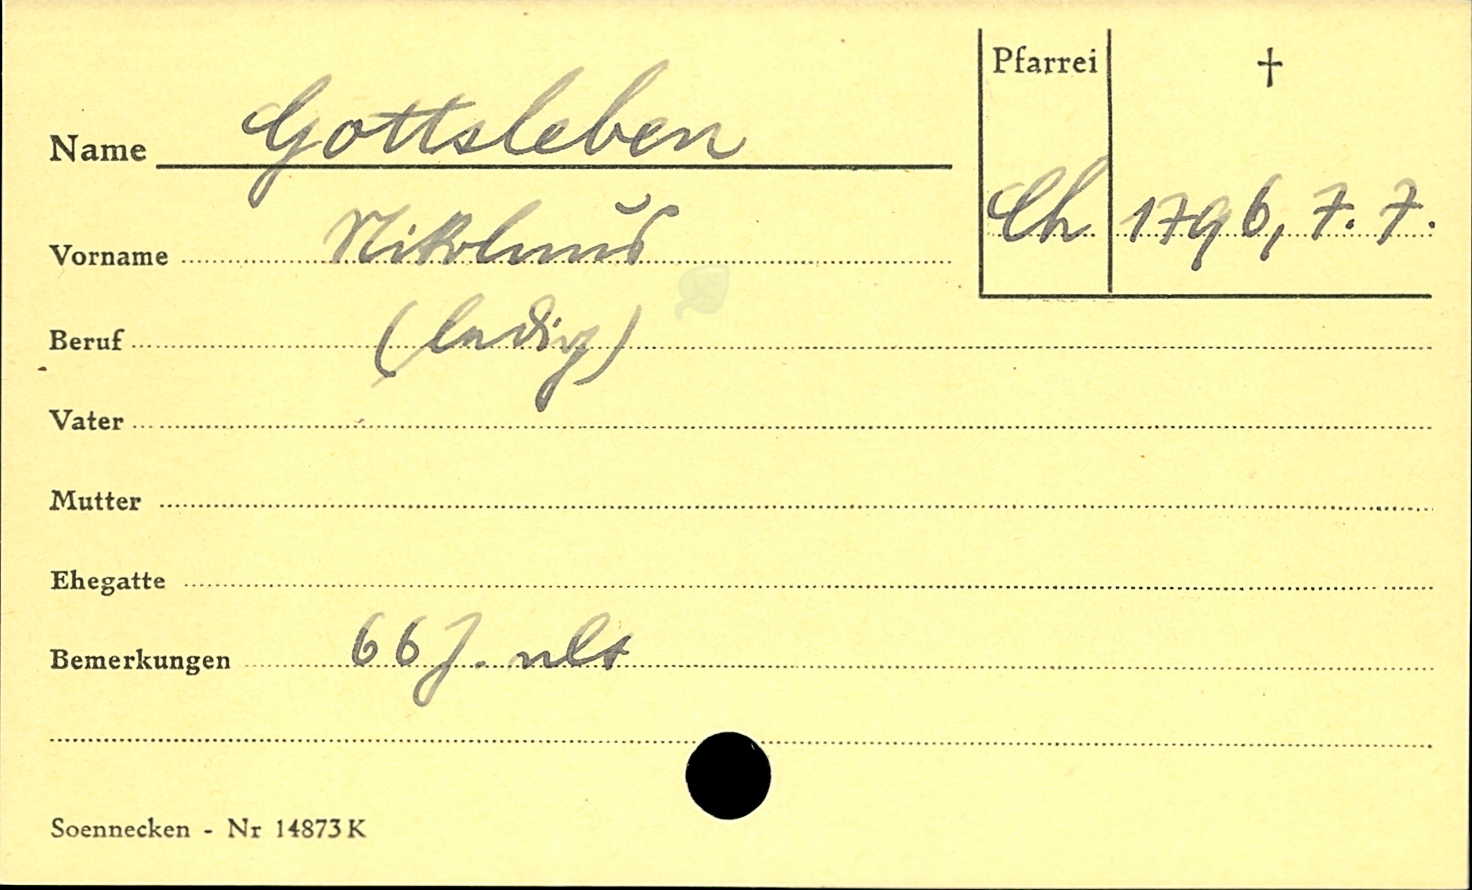 Pfarrei †
Name Gottsleben
Ch 1796, 7. 7.
Vorname Nikolaus
Beruf (ledig)
Vater
Mutter
Ehegatte
Bemerkungen 66 J. alt
Soennecken - Nr 14873 K